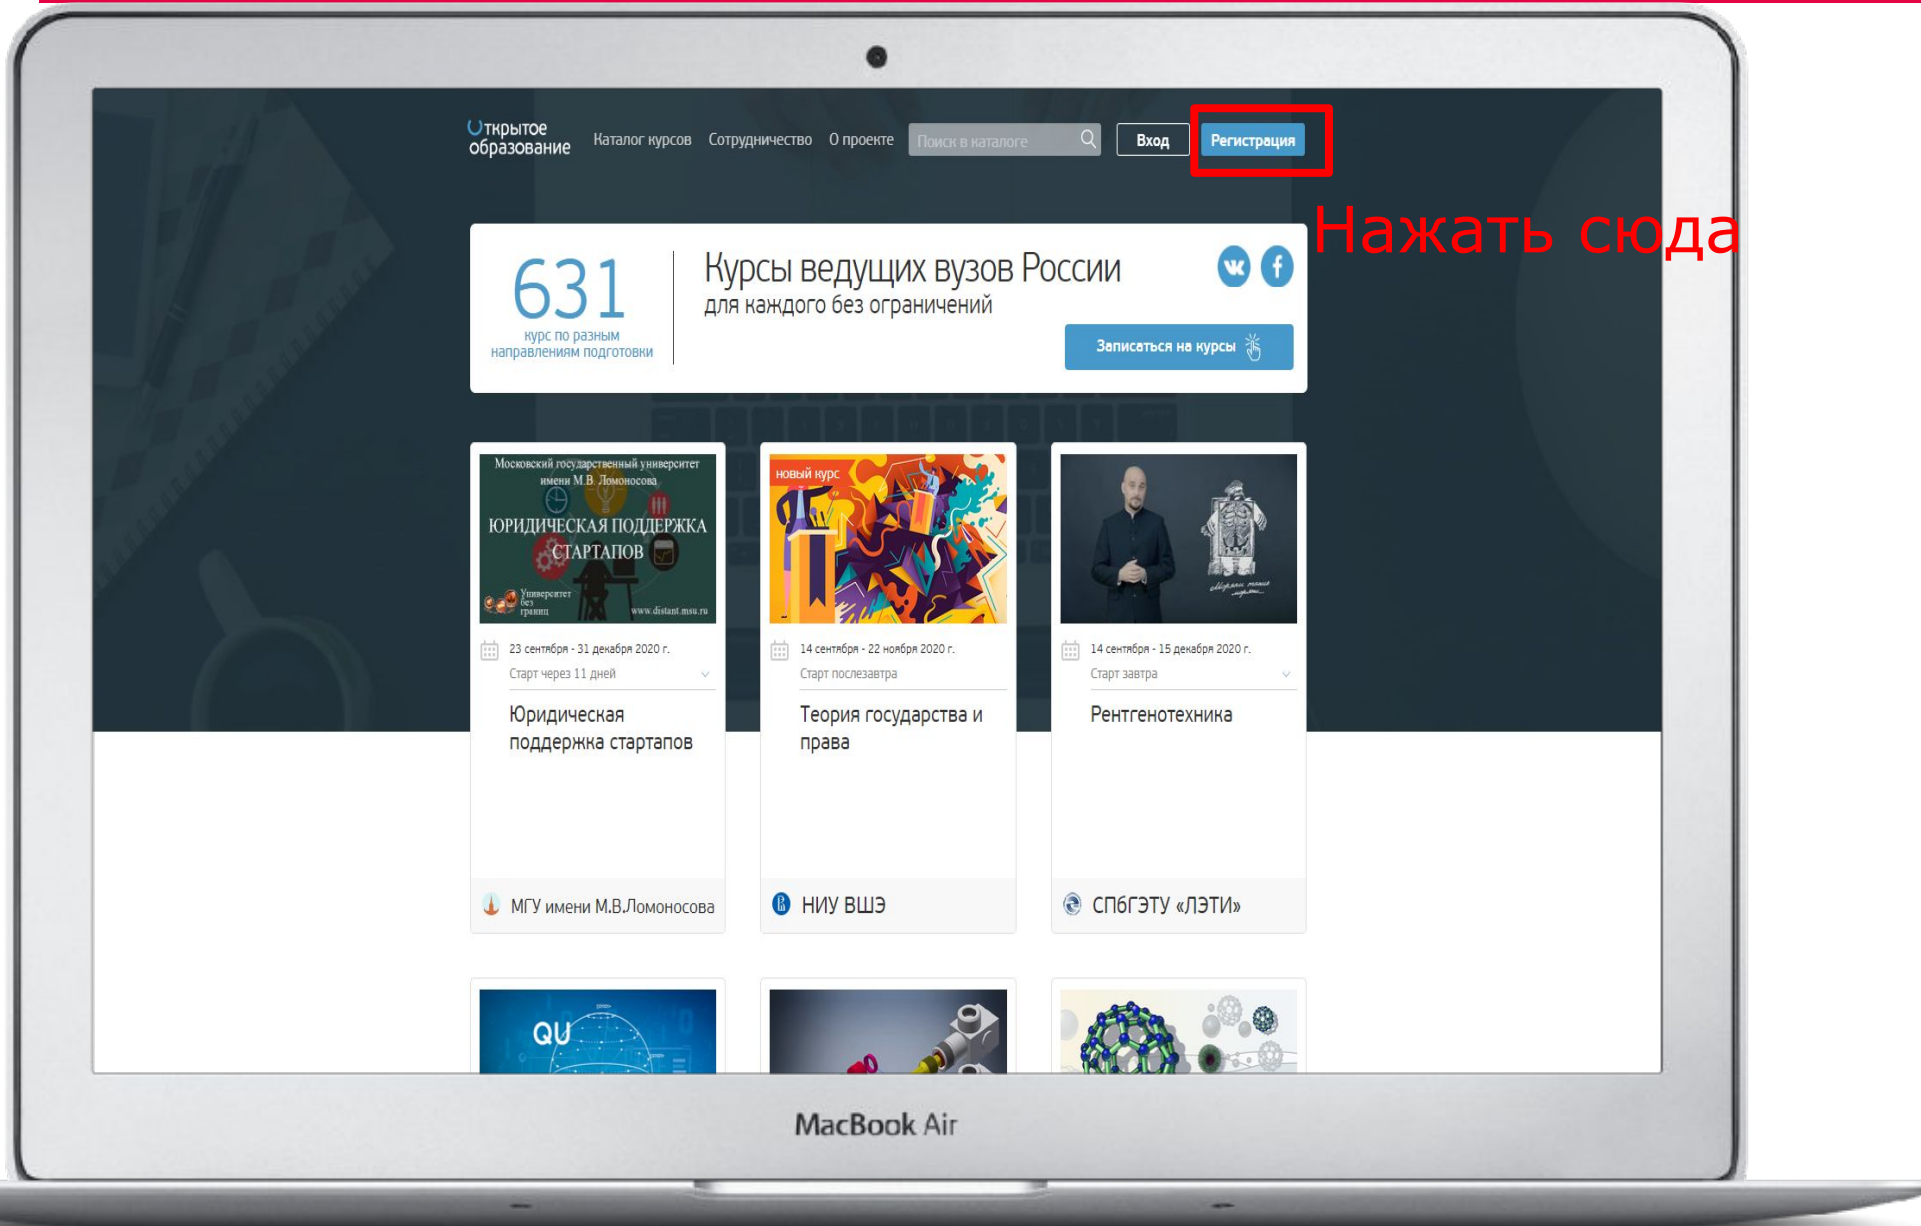 Открытое
образование
Каталог курсов Сотрудничество О проекте Поиск в каталоге Вход Регистрация
Нажать сюда
631
курс по разным
направлениям подготовки
Курсы ведущих вузов России
для каждого без ограничений
Записаться на курсы
Московский государственный университет
имени М.В. Ломоносова
ЮРИДИЧЕСКАЯ ПОДДЕРЖКА
СТАРТАПОВ
Университет
без
границ
www.distant.msu.ru
23 сентября - 31 декабря 2020 г.
Старт через 11 дней
Юридическая
поддержка стартапов
МГУ имени М.В.Ломоносова
новый курс
14 сентября - 22 ноября 2020 г.
Старт послезавтра
Теория государства и
права
НИУ ВШЭ
14 сентября - 15 декабря 2020 г.
Старт завтра
Рентгенотехника
СПбГЭТУ «ЛЭТИ»
QU
MacBook Air